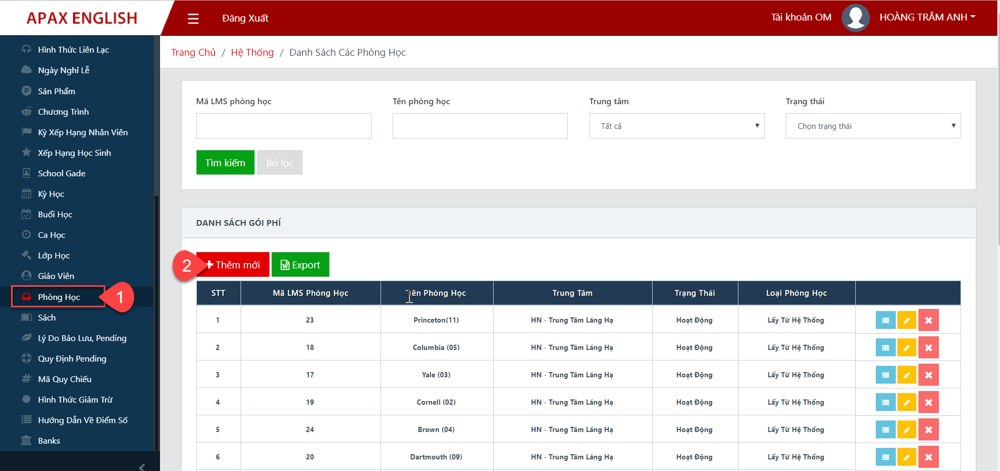 APAX ENGLISH
Đăng Xuất
Tài khoản OM
HOÀNG TRÂM ANH
Hình Thức Liên Lạc
Ngày Nghỉ Lễ
Sản Phẩm
Chương Trình
Kỳ Xếp Hạng Nhân Viên
Xếp Hạng Học Sinh
School Gade
Kỳ Học
Buổi Học
Ca Học
Lớp Học
Giáo Viên
Phòng Học
1
Sách
Lý Do Bảo Lưu, Pending
Quy Định Pending
Mã Quy Chiếu
Hình Thức Giảm Trừ
Hướng Dẫn Về Điểm Số
Banks
Trang Chủ / Hệ Thống / Danh Sách Các Phòng Học
Mã LMS phòng học Tên phòng học Trung tâm Trạng thái
Tất cả Chọn trạng thái
Tìm kiếm Bỏ lọc
DANH SÁCH GÓI PHÍ
2 Thêm mới Export
STT Mã LMS Phòng Học Tên Phòng Học Trung Tâm Trạng Thái Loại Phòng Học
1 23 Princeton(11) HN - Trung Tâm Láng Hạ Hoạt Động Lấy Từ Hệ Thống
2 18 Columbia (05) HN - Trung Tâm Láng Hạ Hoạt Động Lấy Từ Hệ Thống
3 17 Yale (03) HN - Trung Tâm Láng Hạ Hoạt Động Lấy Từ Hệ Thống
4 19 Cornell (02) HN - Trung Tâm Láng Hạ Hoạt Động Lấy Từ Hệ Thống
5 24 Brown (04) HN - Trung Tâm Láng Hạ Hoạt Động Lấy Từ Hệ Thống
6 20 Dartmouth (09) HN - Trung Tâm Láng Hạ Hoạt Động Lấy Từ Hệ Thống